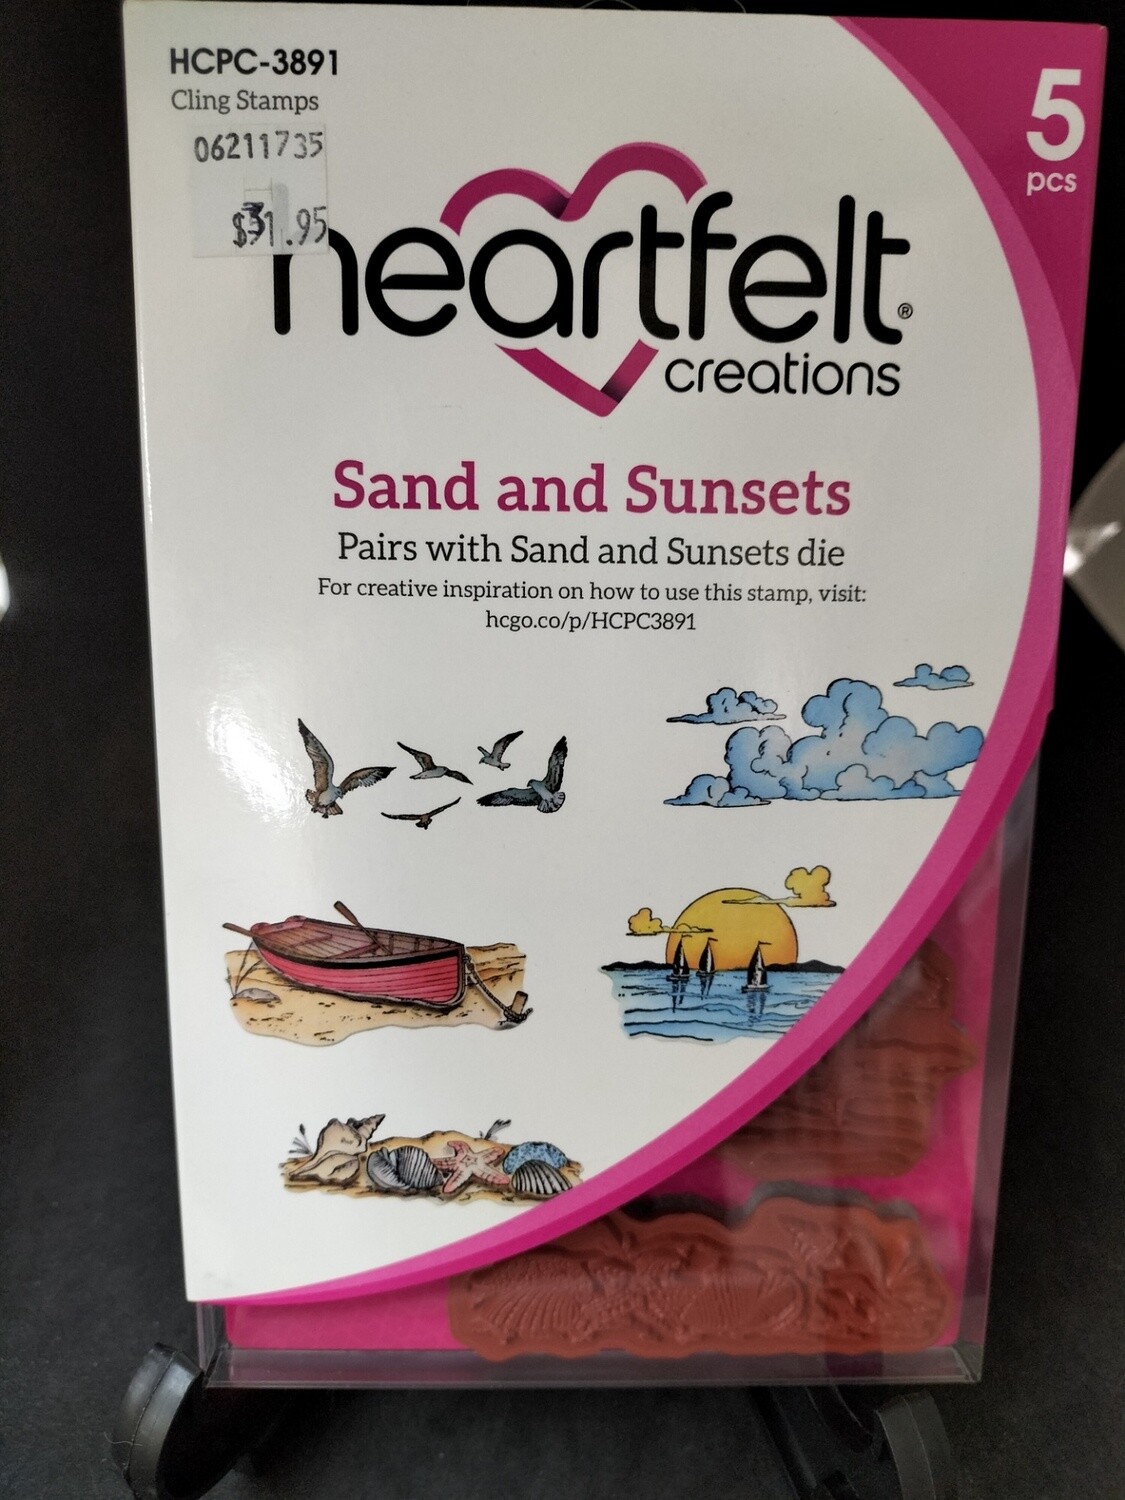 HCPC-3891
Cling Stamps
06211735
5
pcs
heartfelt®
creations
Sand and Sunsets
Pairs with Sand and Sunsets die
For creative inspiration on how to use this stamp, visit:
hcgo.co/p/HCPC3891